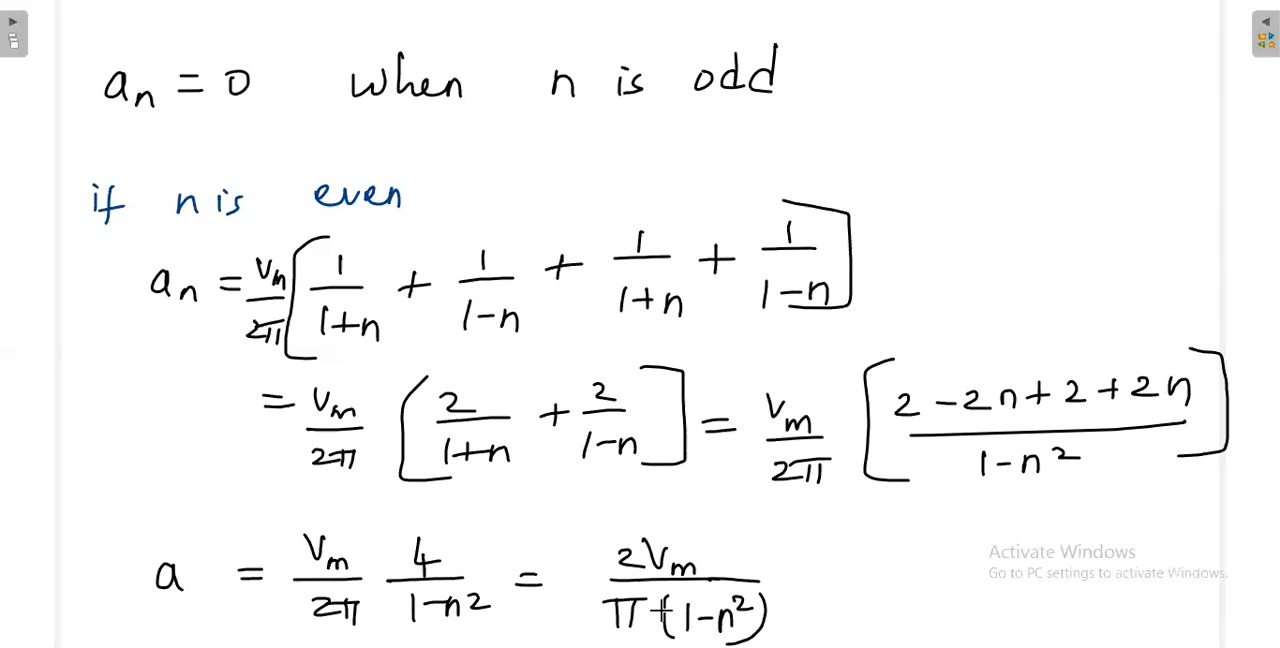 aₙ = 0 when n is odd
if n is even
aₙ = Vₘ/2π [ 1/(1+n) + 1/(1-n) + 1/(1+n) + 1/(1-n) ]
= Vₘ/2π [ 2/(1+n) + 2/(1-n) ] = Vₘ/2π [ (2-2n+2+2n)/(1-n²) ]
a = Vₘ/2π 4/(1-n²) = 2Vₘ/π(1-n²)
Activate Windows
Go to PC settings to activate Windows.